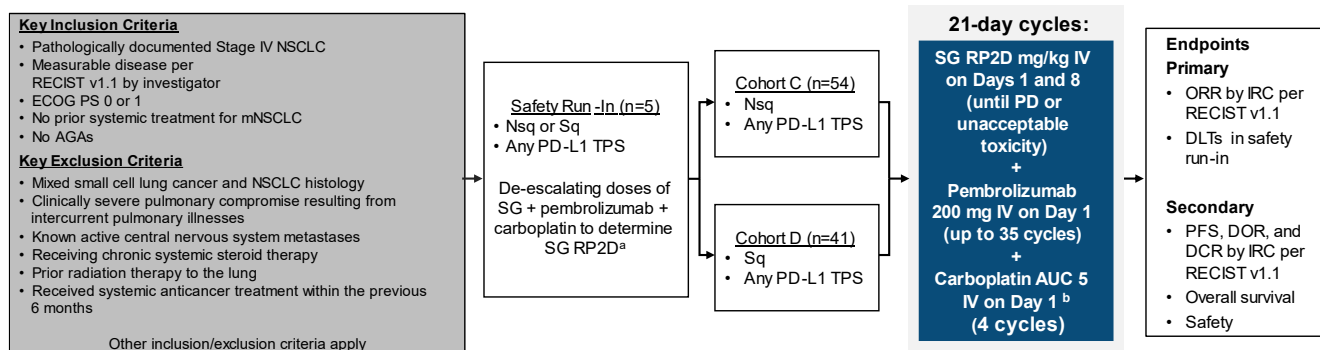 Key Inclusion Criteria
• Pathologically documented Stage IV NSCLC
• Measurable disease per
RECIST v1.1 by investigator
• ECOG PS 0 or 1
• No prior systemic treatment for mNSCLC
• No AGAs
Key Exclusion Criteria
• Mixed small cell lung cancer and NSCLC histology
• Clinically severe pulmonary compromise resulting from
intercurrent pulmonary illnesses
• Known active central nervous system metastases
• Receiving chronic systemic steroid therapy
• Prior radiation therapy to the lung
• Received systemic anticancer treatment within the previous
6 months
Other inclusion/exclusion criteria apply
Safety Run -In (n=5)
• Nsq or Sq
• Any PD-L1 TPS
De-escalating doses of
SG + pembrolizumab +
carboplatin to determine
SG RP2Dᵃ
Cohort C (n=54)
• Nsq
• Any PD-L1 TPS
Cohort D (n=41)
• Sq
• Any PD-L1 TPS
21-day cycles:
SG RP2D mg/kg IV
on Days 1 and 8
(until PD or
unacceptable
toxicity)
+
Pembrolizumab
200 mg IV on Day 1
(up to 35 cycles)
+
Carboplatin AUC 5
IV on Day 1 ᵇ
(4 cycles)
Endpoints
Primary
• ORR by IRC per
RECIST v1.1
• DLTs in safety
run-in
Secondary
• PFS, DOR, and
DCR by IRC per
RECIST v1.1
• Overall survival
• Safety